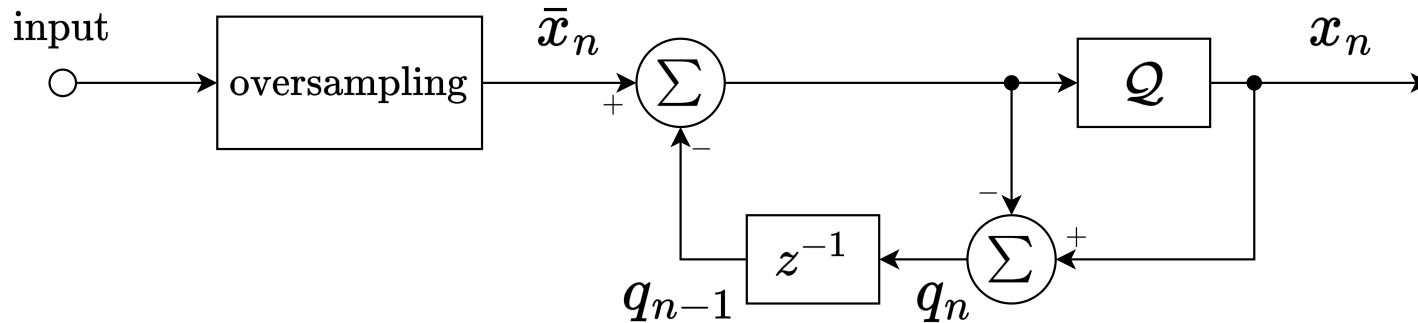 input
oversampling
x̄ₙ
+
∑
−
𝒬
xₙ
−
+
∑
qₙ
z⁻¹
qₙ₋₁